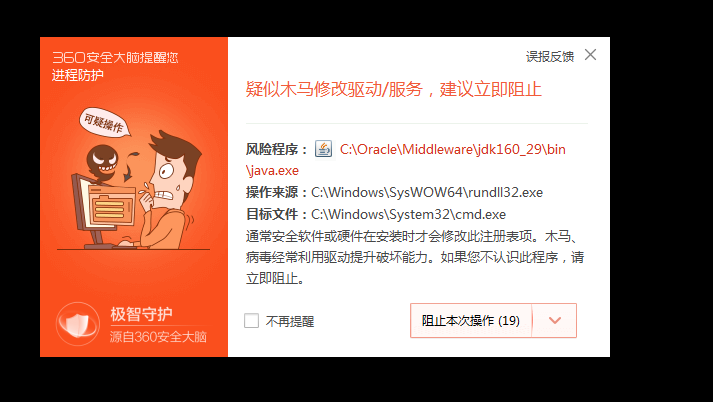 360安全大脑提醒您
进程防护
误报反馈
疑似木马修改驱动/服务，建议立即阻止
可疑操作
风险程序： C:\Oracle\Middleware\jdk160_29\bin
\java.exe
操作来源：C:\Windows\SysWOW64\rundll32.exe
目标文件：C:\Windows\System32\cmd.exe
通常安全软件或硬件在安装时才会修改此注册表项。木马、
病毒经常利用驱动提升破坏能力。如果您不认识此程序，请
立即阻止。
极智守护
源自360安全大脑
不再提醒
阻止本次操作 (19)